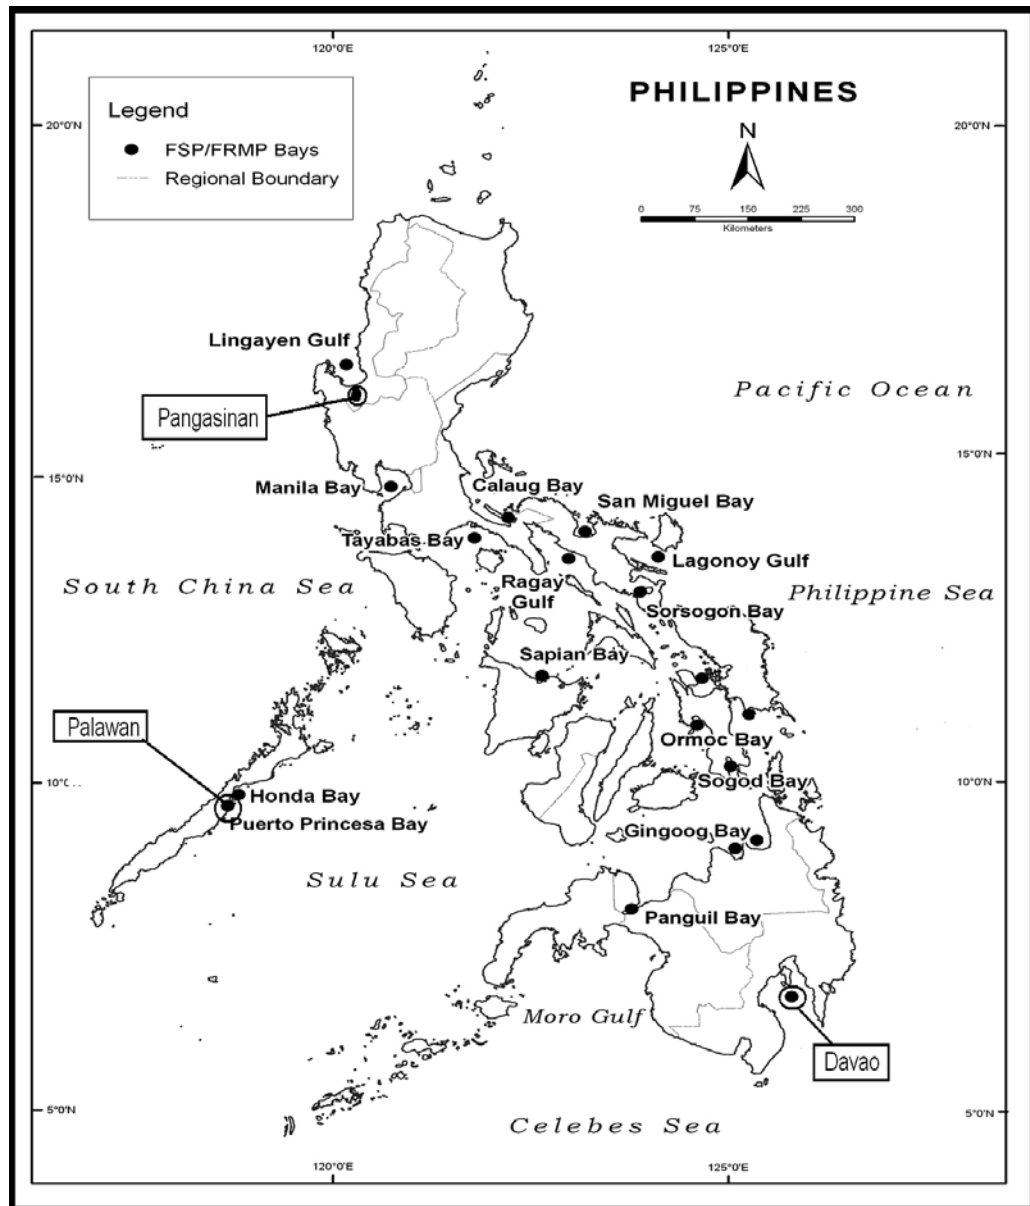 120°0'E
125°0'E
PHILIPPINES
Legend
FSP/FRMP Bays
Regional Boundary
20°0'N
20°0'N
N
0 75 150 225 300
Kilometers
Lingayen Gulf
Pacific Ocean
Pangasinan
15°0'N
15°0'N
Manila Bay
Calaug Bay
San Miguel Bay
Tayabas Bay
Lagonoy Gulf
South China Sea
Ragay
Gulf
Philippine Sea
Sorsogon Bay
Sapian Bay
Palawan
Ormoc Bay
Sogod Bay
10°0
10°0'N
Honda Bay
Puerto Princesa Bay
Gingoog Bay
Sulu Sea
Panguil Bay
Moro Gulf
Davao
5°0'N
5°0'N
Celebes Sea
120°0'E
125°0'E